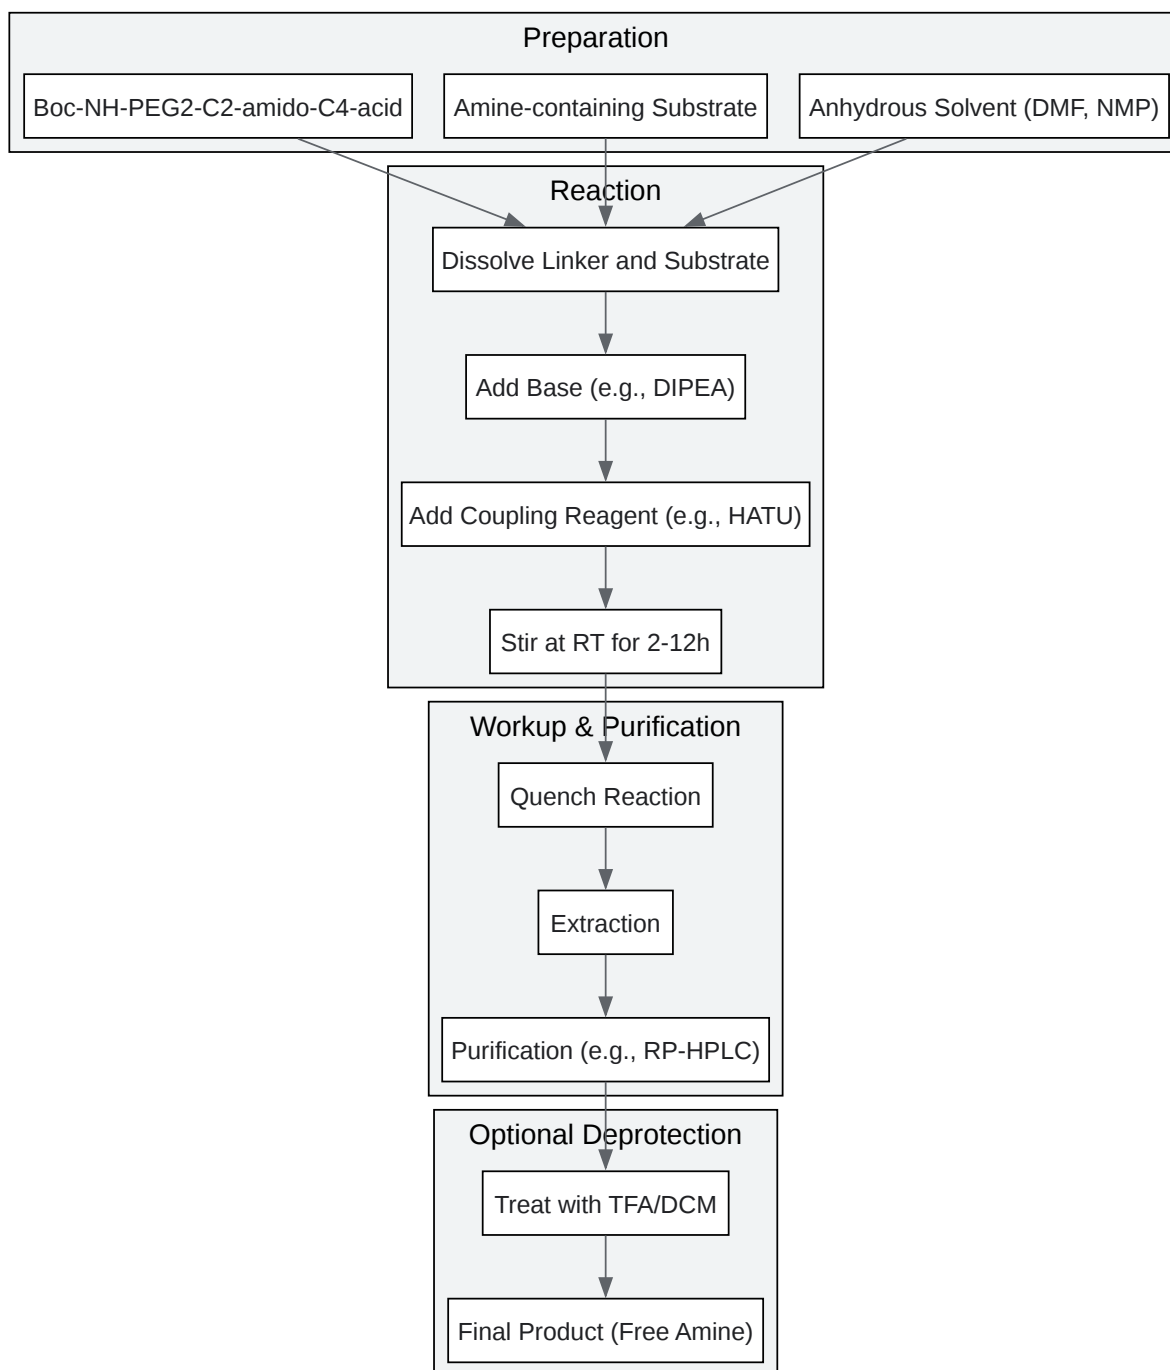 Preparation
Boc-NH-PEG2-C2-amido-C4-acid
Amine-containing Substrate
Anhydrous Solvent (DMF, NMP)
Reaction
Dissolve Linker and Substrate
Add Base (e.g., DIPEA)
Add Coupling Reagent (e.g., HATU)
Stir at RT for 2-12h
Workup & Purification
Quench Reaction
Extraction
Purification (e.g., RP-HPLC)
Optional Deprotection
Treat with TFA/DCM
Final Product (Free Amine)